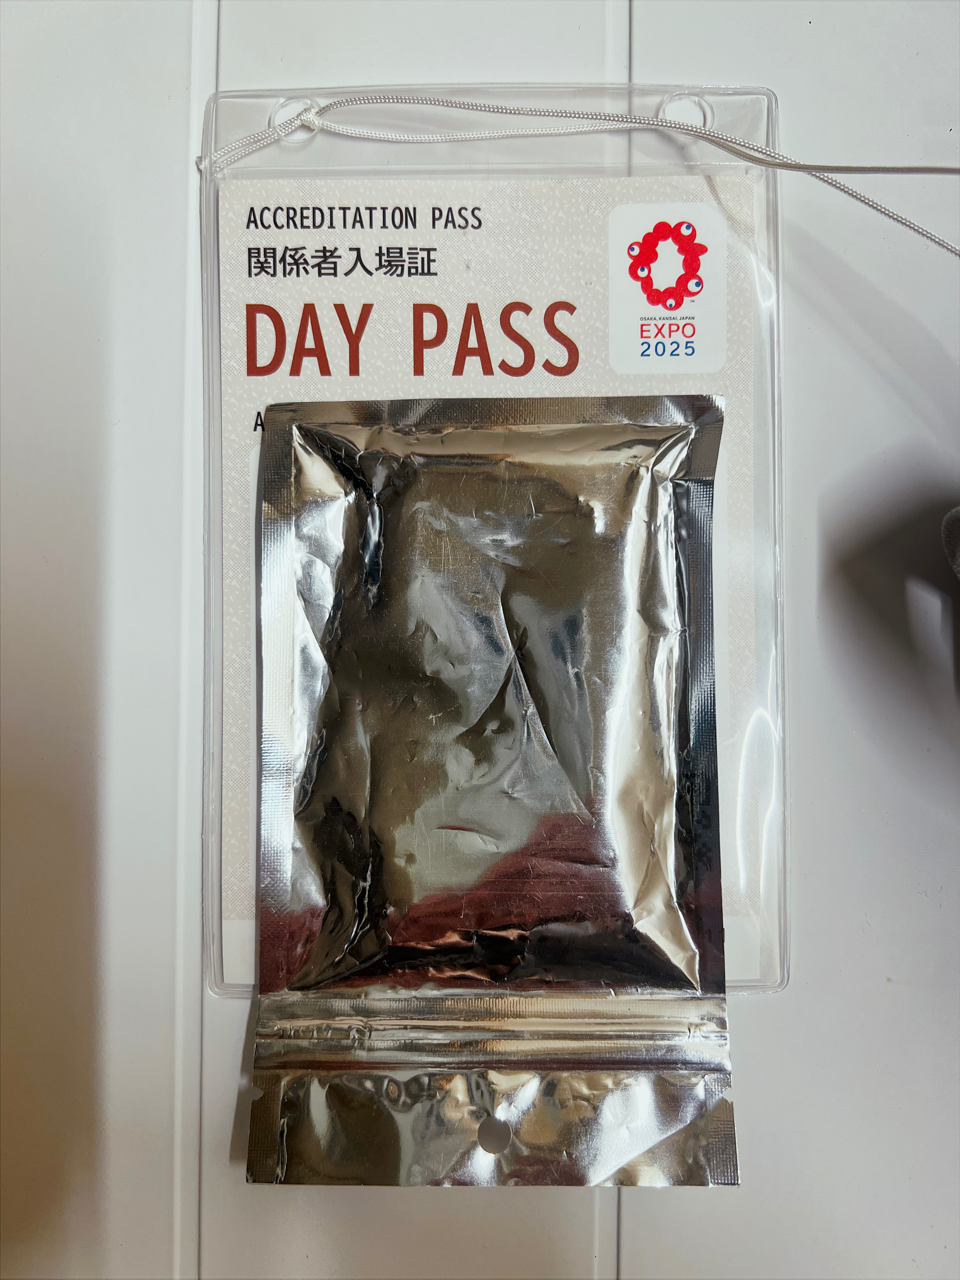 ACCREDITATION PASS
関係者入場証
DAY PASS
OSAKA, KANSAI, JAPAN
EXPO
2025
A